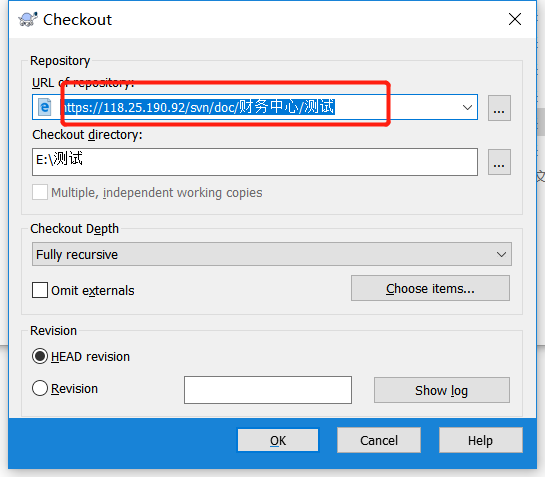 Checkout
Repository
URL of repository:
https://118.25.190.92/svn/doc/财务中心/测试
...
Checkout directory:
E:\测试
...
Multiple, independent working copies
Checkout Depth
Fully recursive
Omit externals
Choose items...
Revision
HEAD revision
Revision
Show log
OK
Cancel
Help
文